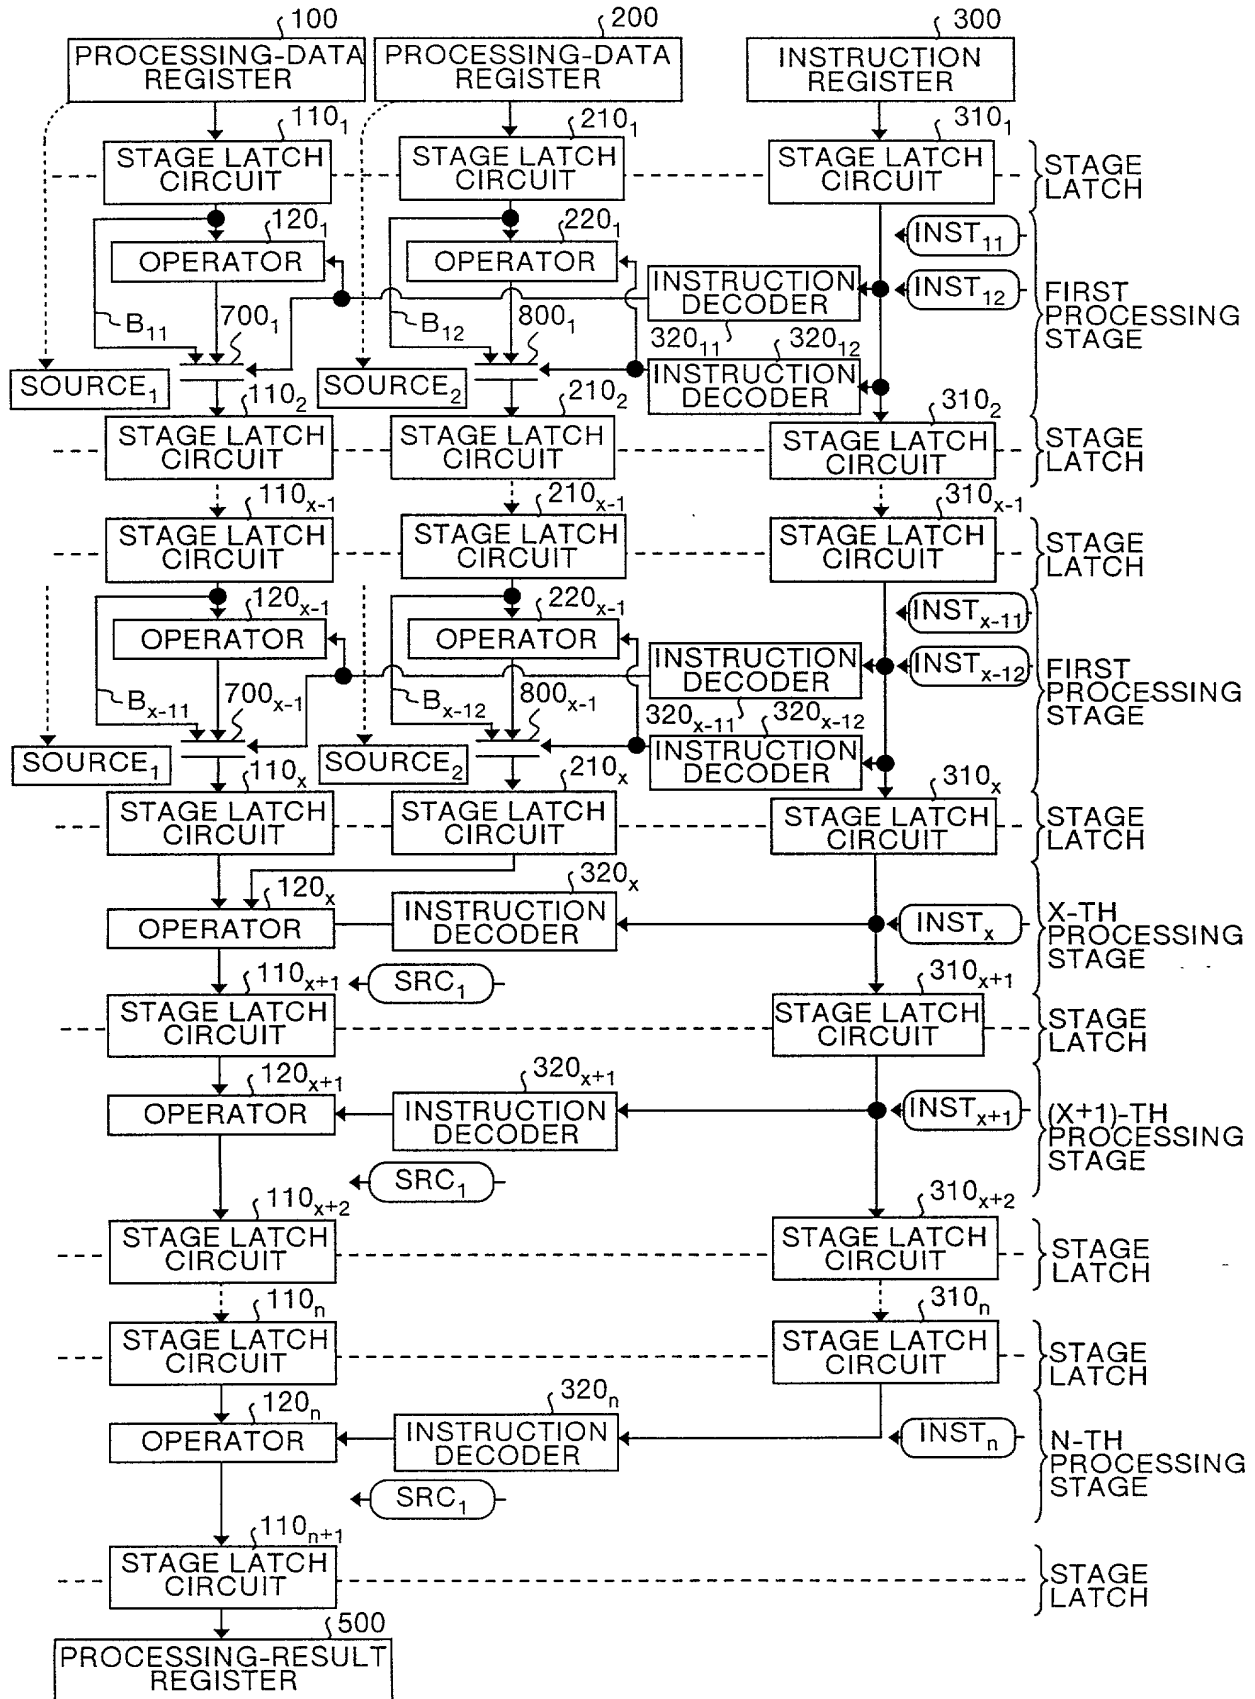 100
200
300
PROCESSING-DATA
REGISTER
PROCESSING-DATA
REGISTER
INSTRUCTION
REGISTER
110₁
210₁
310₁
STAGE LATCH
CIRCUIT
STAGE LATCH
CIRCUIT
STAGE LATCH
CIRCUIT
STAGE
LATCH
120₁
220₁
INST₁₁
OPERATOR
OPERATOR
INSTRUCTION
DECODER
INST₁₂
FIRST
PROCESSING
STAGE
B₁₁
700₁
B₁₂
800₁
320₁₁
320₁₂
SOURCE₁
SOURCE₂
INSTRUCTION
DECODER
110₂
210₂
310₂
STAGE LATCH
CIRCUIT
STAGE LATCH
CIRCUIT
STAGE LATCH
CIRCUIT
STAGE
LATCH
110ₓ₋₁
210ₓ₋₁
310ₓ₋₁
STAGE LATCH
CIRCUIT
STAGE LATCH
CIRCUIT
STAGE LATCH
CIRCUIT
STAGE
LATCH
120ₓ₋₁
220ₓ₋₁
INSTₓ₋₁₁
OPERATOR
OPERATOR
INSTRUCTION
DECODER
INSTₓ₋₁₂
FIRST
PROCESSING
STAGE
Bₓ₋₁₁
700ₓ₋₁
Bₓ₋₁₂
800ₓ₋₁
320ₓ₋₁₁
320ₓ₋₁₂
SOURCE₁
SOURCE₂
INSTRUCTION
DECODER
110ₓ
210ₓ
310ₓ
STAGE LATCH
CIRCUIT
STAGE LATCH
CIRCUIT
STAGE LATCH
CIRCUIT
STAGE
LATCH
120ₓ
320ₓ
OPERATOR
INSTRUCTION
DECODER
INSTₓ
X-TH
PROCESSING
STAGE
110ₓ₊₁
SRC₁
310ₓ₊₁
STAGE LATCH
CIRCUIT
STAGE LATCH
CIRCUIT
STAGE
LATCH
120ₓ₊₁
320ₓ₊₁
OPERATOR
INSTRUCTION
DECODER
INSTₓ₊₁
(X+1)-TH
PROCESSING
STAGE
SRC₁
110ₓ₊₂
310ₓ₊₂
STAGE LATCH
CIRCUIT
STAGE LATCH
CIRCUIT
STAGE
LATCH
110ₙ
310ₙ
STAGE LATCH
CIRCUIT
STAGE LATCH
CIRCUIT
STAGE
LATCH
120ₙ
320ₙ
OPERATOR
INSTRUCTION
DECODER
INSTₙ
N-TH
PROCESSING
STAGE
SRC₁
110ₙ₊₁
STAGE LATCH
CIRCUIT
STAGE
LATCH
500
PROCESSING-RESULT
REGISTER